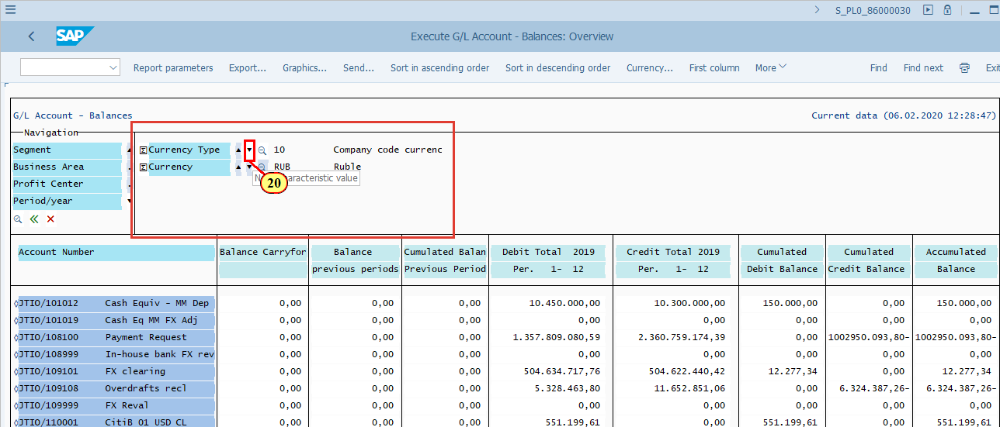 S_PL0_86000030
SAP
Execute G/L Account - Balances: Overview
Report parameters Export... Graphics... Send... Sort in ascending order Sort in descending order Currency... First column More Find Find next Exit
G/L Account - Balances Current data (06.02.2020 12:28:47)
Navigation
Segment Currency Type 10 Company code currenc
Business Area Currency RUB Ruble
Profit Center aracteristic value
20
Period/year
Account Number Balance Carryfor Balance Cumulated Balan Debit Total 2019 Credit Total 2019 Cumulated Cumulated Accumulated
previous periods Previous Period Per. 1- 12 Per. 1- 12 Debit Balance Credit Balance Balance
JTIO/101012 Cash Equiv - MM Dep 0,00 0,00 0,00 10.450.000,00 10.300.000,00 150.000,00 0,00 150.000,00
JTIO/101019 Cash Eq MM FX Adj 0,00 0,00 0,00 0,00 0,00 0,00 0,00 0,00
JTIO/108100 Payment Request 0,00 0,00 0,00 1.357.809.080,59 2.360.759.174,39 0,00 1002950.093,80- 1002950.093,80-
JTIO/108999 In-house bank FX rev 0,00 0,00 0,00 0,00 0,00 0,00 0,00 0,00
JTIO/109101 FX clearing 0,00 0,00 0,00 504.634.717,76 504.622.440,42 12.277,34 0,00 12.277,34
JTIO/109108 Overdrafts recl 0,00 0,00 0,00 5.328.463,80 11.652.851,06 0,00 6.324.387,26- 6.324.387,26-
JTIO/109999 FX Reval 0,00 0,00 0,00 0,00 0,00 0,00 0,00 0,00
JTIO/110001 CitiB 01 USD CL 0,00 0,00 0,00 551.199,61 0,00 551.199,61 0,00 551.199,61